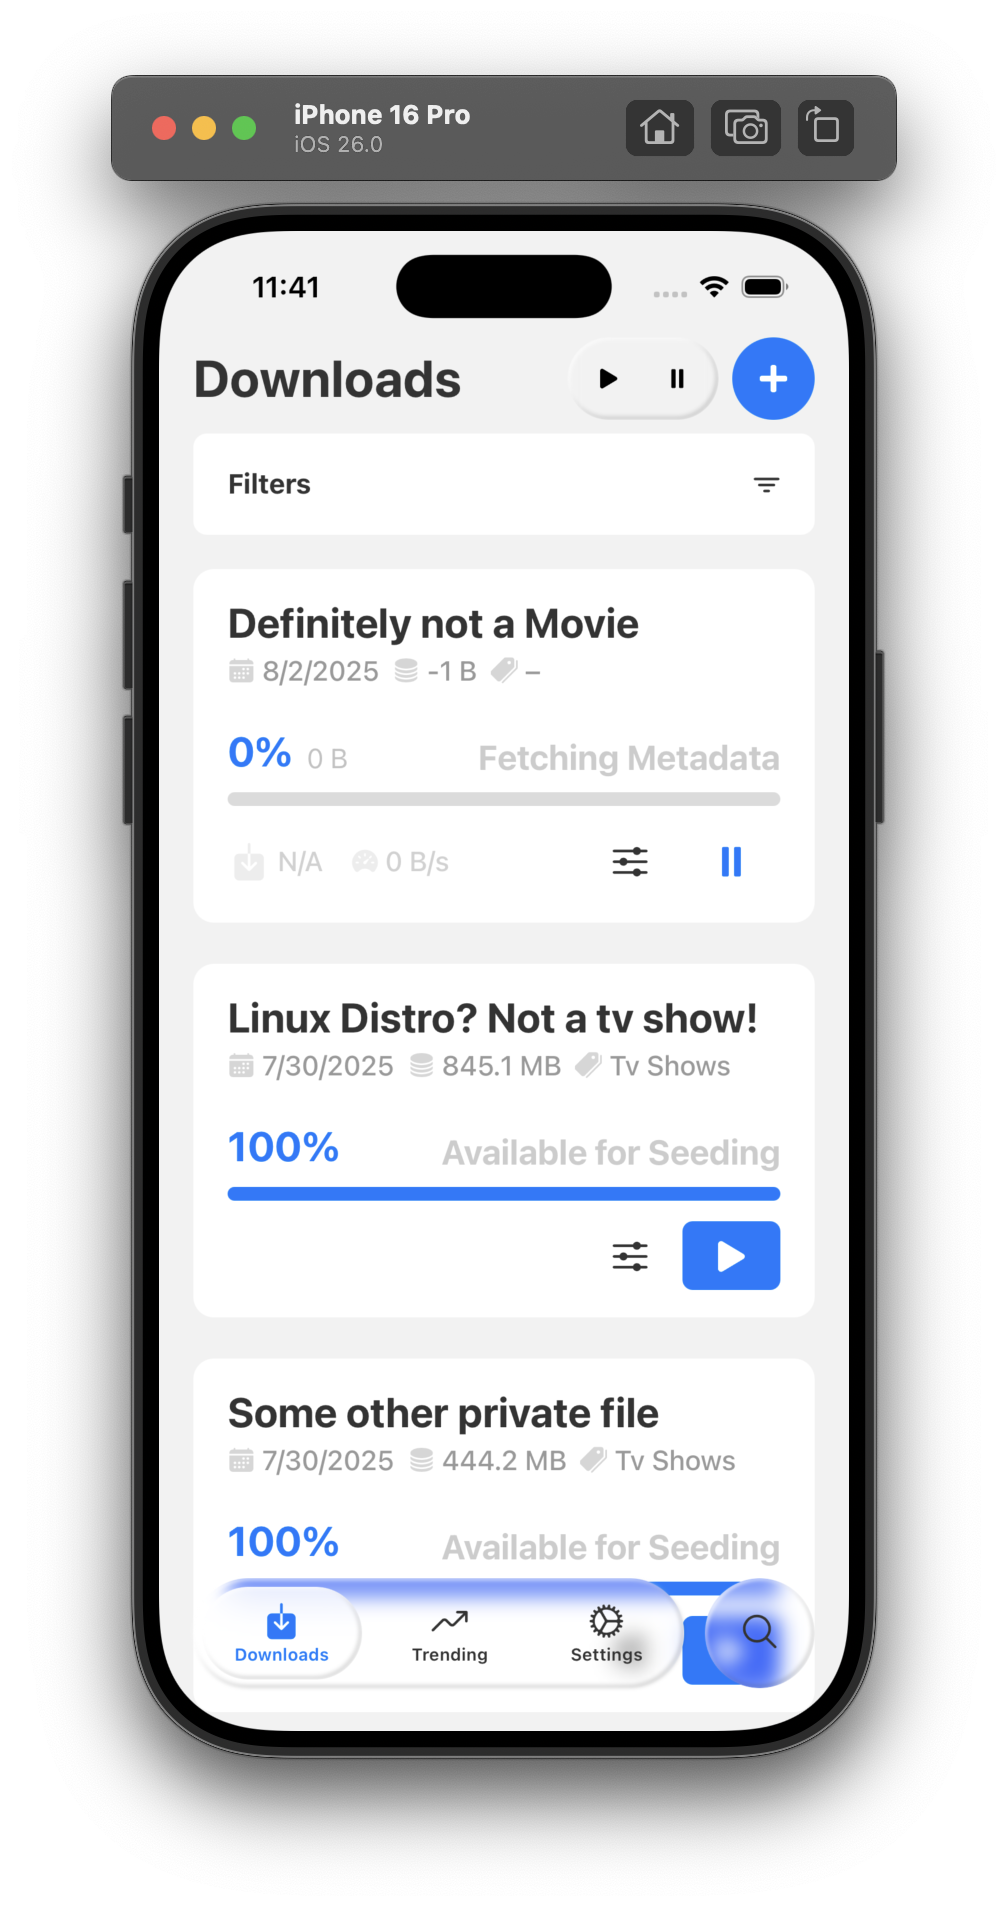 iPhone 16 Pro
iOS 26.0
11:41
Downloads
Filters
Definitely not a Movie
8/2/2025 -1 B –
0% 0 B Fetching Metadata
N/A 0 B/s
Linux Distro? Not a tv show!
7/30/2025 845.1 MB Tv Shows
100% Available for Seeding
Some other private file
7/30/2025 444.2 MB Tv Shows
100% Available for Seeding
Downloads Trending Settings